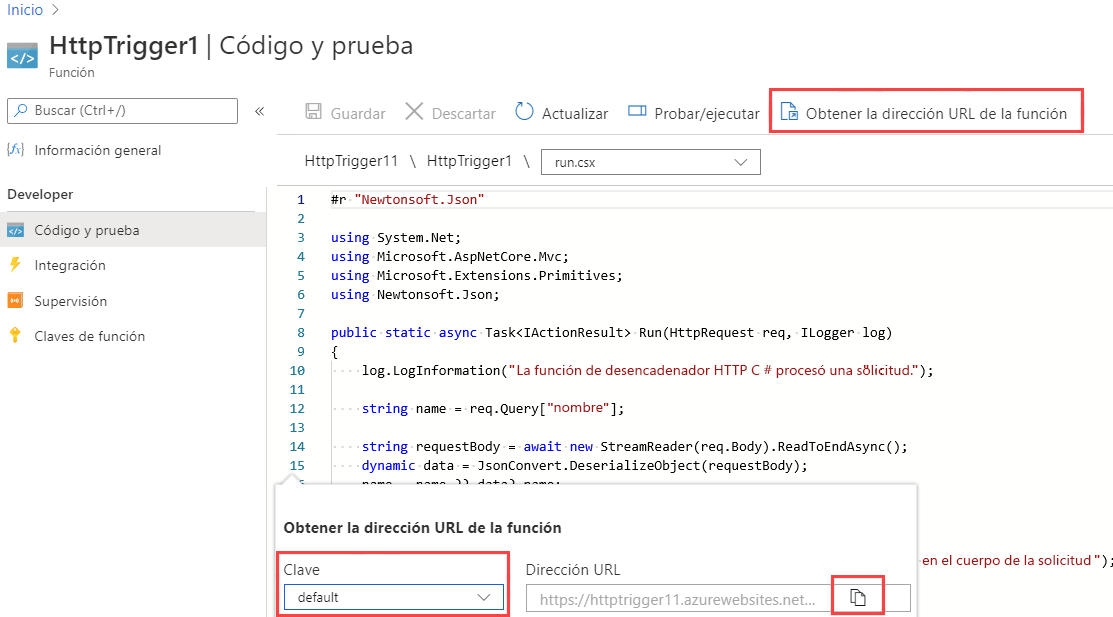 Inicio >
HttpTrigger1 | Código y prueba
Función
Buscar (Ctrl+/)
«
Guardar Descartar Actualizar Probar/ejecutar Obtener la dirección URL de la función
Información general
HttpTrigger11 \ HttpTrigger1 \ run.csx
Developer
Código y prueba
Integración
Supervisión
Claves de función
1 #r "Newtonsoft.Json"
2
3 using System.Net;
4 using Microsoft.AspNetCore.Mvc;
5 using Microsoft.Extensions.Primitives;
6 using Newtonsoft.Json;
7
8 public static async Task<IActionResult> Run(HttpRequest req, ILogger log)
9 {
10 log.LogInformation("La función de desencadenador HTTP C # procesó una solicitud.");
11
12 string name = req.Query["nombre"];
13
14 string requestBody = await new StreamReader(req.Body).ReadToEndAsync();
15 dynamic data = JsonConvert.DeserializeObject(requestBody);
en el cuerpo de la solicitud");
Obtener la dirección URL de la función
Clave
default
Dirección URL
https://httptrigger11.azurewebsites.net...